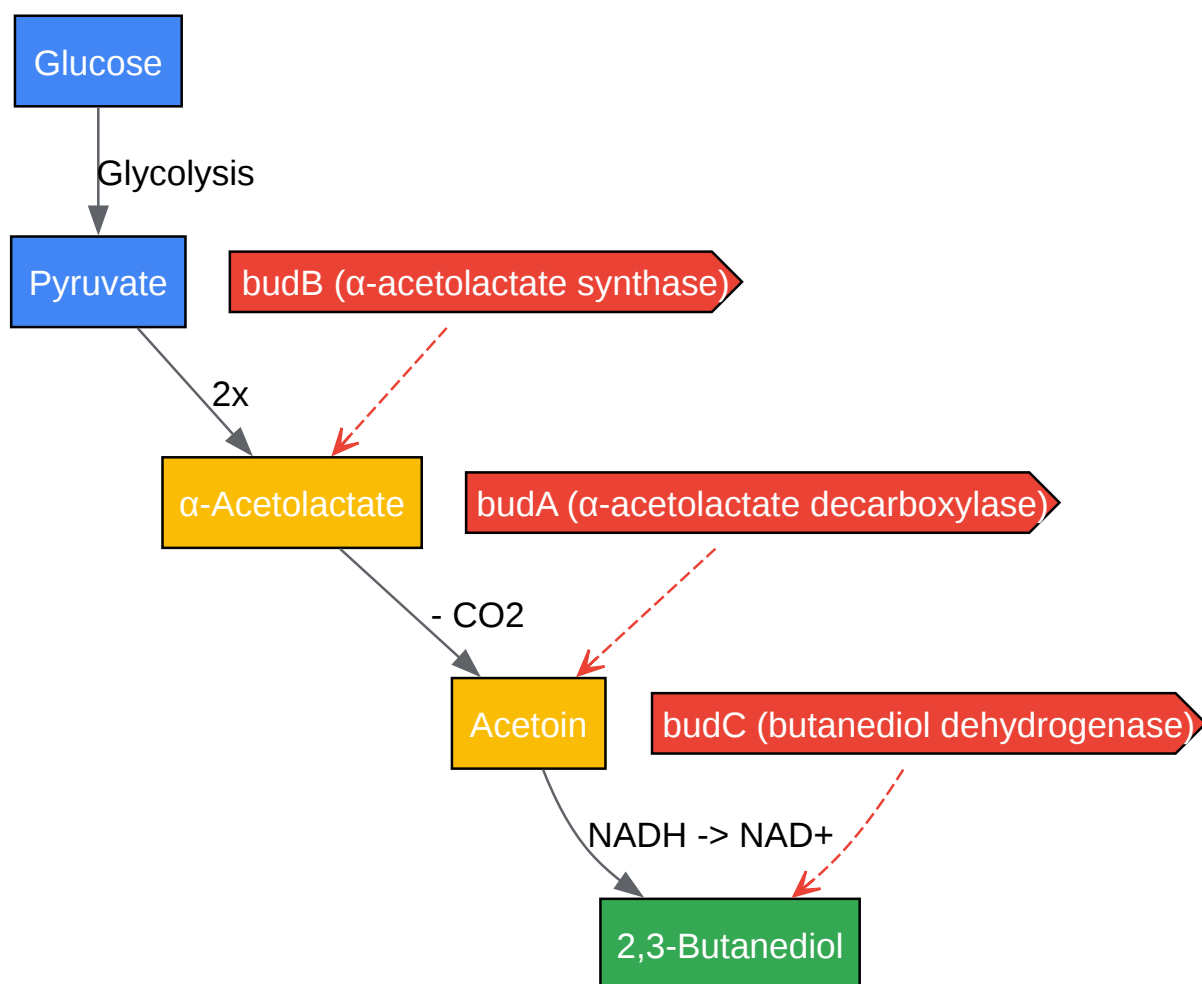 Glucose
Glycolysis
Pyruvate
budB (α-acetolactate synthase)
2x
α-Acetolactate
budA (α-acetolactate decarboxylase)
- CO2
Acetoin
budC (butanediol dehydrogenase)
NADH -> NAD+
2,3-Butanediol